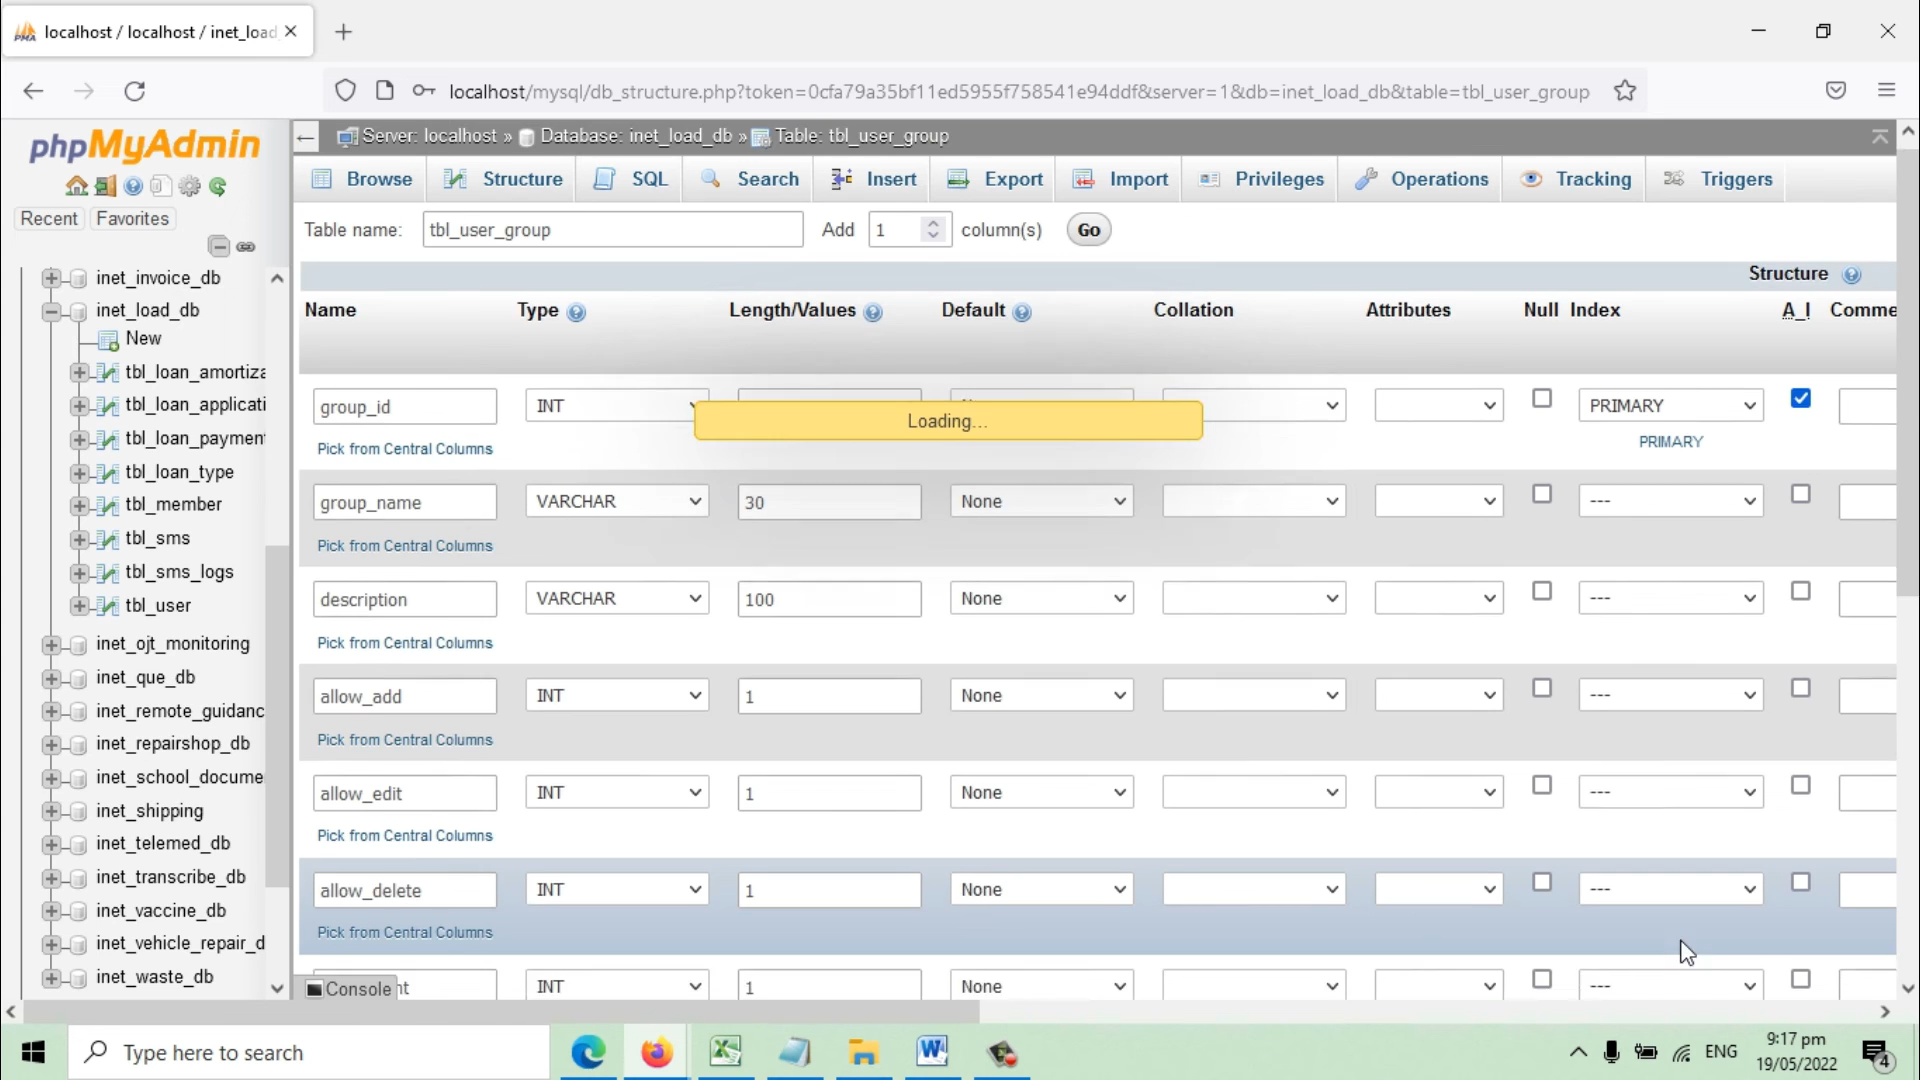 localhost / localhost / inet_load
localhost/mysql/db_structure.php?token=0cfa79a35bf11ed5955f758541e94ddf&server=1&db=inet_load_db&table=tbl_user_group
phpMyAdmin
Recent Favorites
inet_invoice_db
inet_load_db
New
tbl_loan_amortiza
tbl_loan_applicati
tbl_loan_payment
tbl_loan_type
tbl_member
tbl_sms
tbl_sms_logs
tbl_user
inet_ojt_monitoring
inet_que_db
inet_remote_guidanc
inet_repairshop_db
inet_school_docume
inet_shipping
inet_telemed_db
inet_transcribe_db
inet_vaccine_db
inet_vehicle_repair_d
inet_waste_db
Server: localhost » Database: inet_load_db » Table: tbl_user_group
Browse Structure SQL Search Insert Export Import Privileges Operations Tracking Triggers
Table name: tbl_user_group Add 1 column(s) Go
Structure
Name Type Length/Values Default Collation Attributes Null Index A_I Comme
group_id INT PRIMARY
Loading...
Pick from Central Columns PRIMARY
group_name VARCHAR 30 None ---
Pick from Central Columns
description VARCHAR 100 None ---
Pick from Central Columns
allow_add INT 1 None ---
Pick from Central Columns
allow_edit INT 1 None ---
Pick from Central Columns
allow_delete INT 1 None ---
Pick from Central Columns
Console nt INT 1 None ---
Type here to search
ENG
9:17 pm
19/05/2022
4